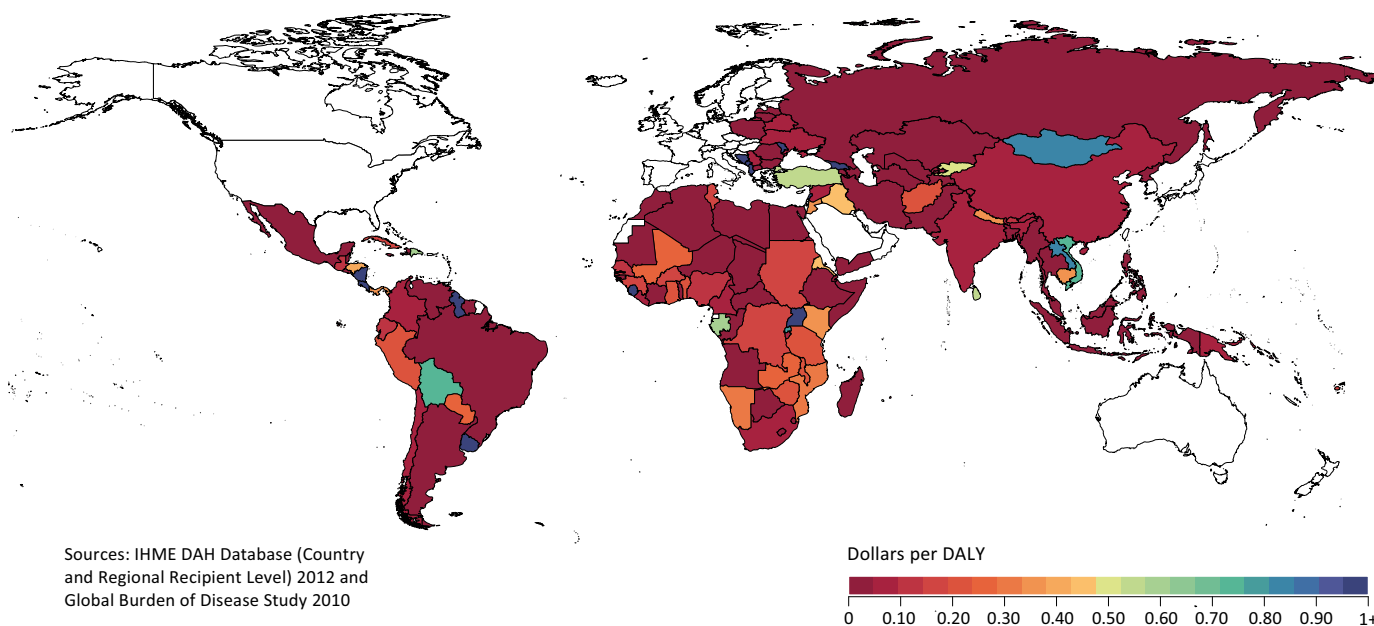 Sources: IHME DAH Database (Country
and Regional Recipient Level) 2012 and
Global Burden of Disease Study 2010
Dollars per DALY
0 0.10 0.20 0.30 0.40 0.50 0.60 0.70 0.80 0.90 1+